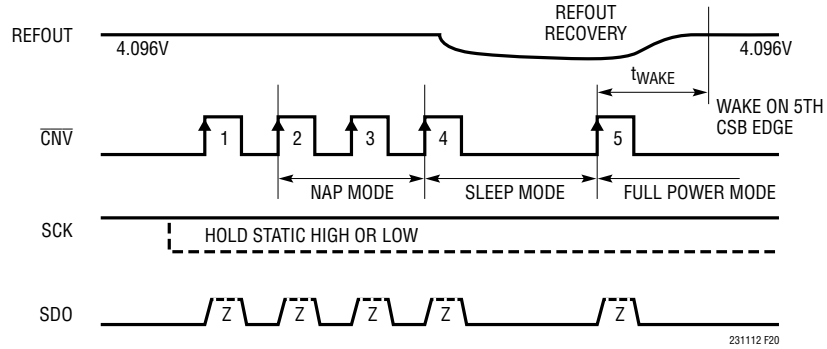 REFOUT
RECOVERY
REFOUT
4.096V
4.096V
tWAKE
WAKE ON 5TH
CSB EDGE
CNV
1
2
3
4
5
NAP MODE
SLEEP MODE
FULL POWER MODE
SCK
HOLD STATIC HIGH OR LOW
SDO
Z
Z
Z
Z
Z
231112 F20